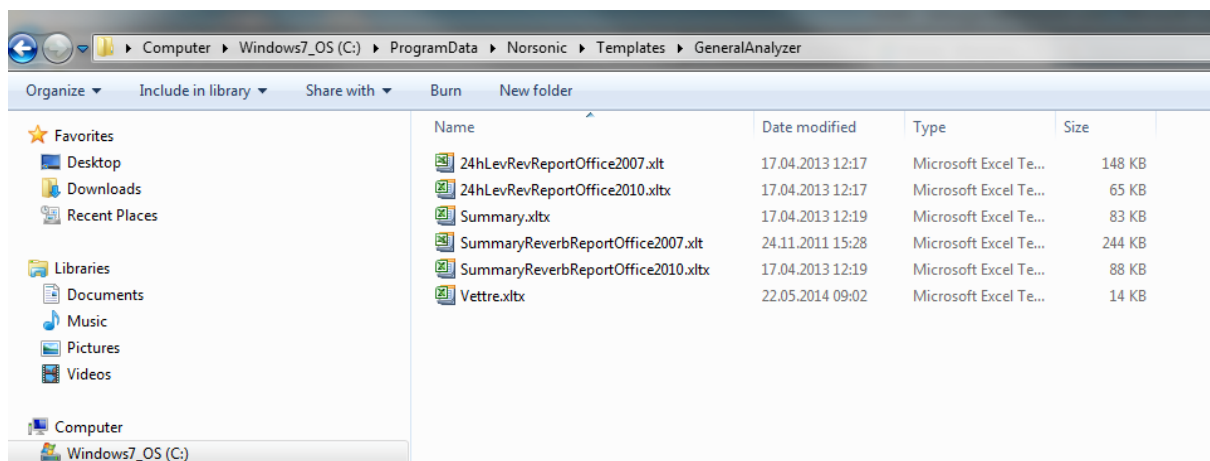 Computer Windows7_OS (C:) ProgramData Norsonic Templates GeneralAnalyzer
Organize Include in library Share with Burn New folder
Favorites
Desktop
Downloads
Recent Places
Libraries
Documents
Music
Pictures
Videos
Computer
Windows7_OS (C:)
Name Date modified Type Size
24hLevRevReportOffice2007.xlt 17.04.2013 12:17 Microsoft Excel Te... 148 KB
24hLevRevReportOffice2010.xltx 17.04.2013 12:17 Microsoft Excel Te... 65 KB
Summary.xltx 17.04.2013 12:19 Microsoft Excel Te... 83 KB
SummaryReverbReportOffice2007.xlt 24.11.2011 15:28 Microsoft Excel Te... 244 KB
SummaryReverbReportOffice2010.xltx 17.04.2013 12:19 Microsoft Excel Te... 88 KB
Vettre.xltx 22.05.2014 09:02 Microsoft Excel Te... 14 KB